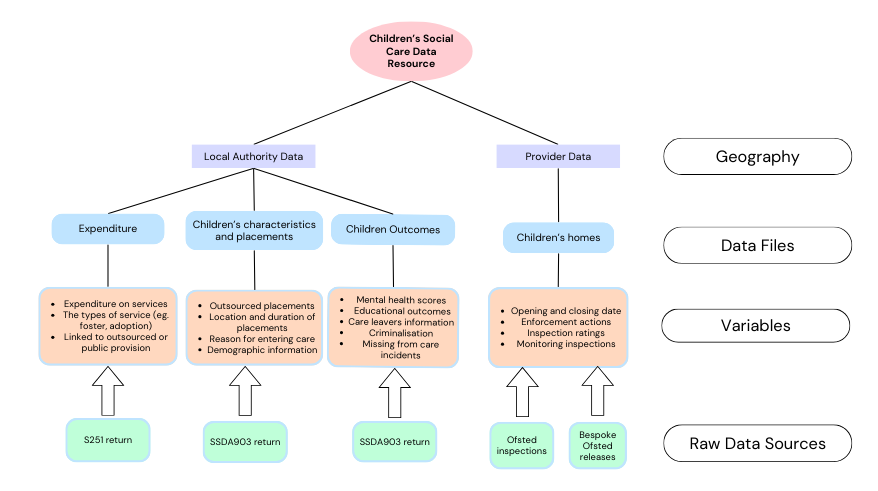 Children's Social
Care Data
Resource
Local Authority Data
Provider Data
Geography
Expenditure
Children's characteristics
and placements
Children Outcomes
Children's homes
Data Files
• Expenditure on services
• The types of service (eg.
foster, adoption)
• Linked to outsourced or
public provision
• Outsourced placements
• Location and duration of
placements
• Reason for entering care
• Demographic information
• Mental health scores
• Educational outcomes
• Care leavers information
• Criminalisation
• Missing from care
incidents
• Opening and closing date
• Enforcement actions
• Inspection ratings
• Monitoring inspections
Variables
S251 return
SSDA903 return
SSDA903 return
Ofsted
inspections
Bespoke
Ofsted
releases
Raw Data Sources